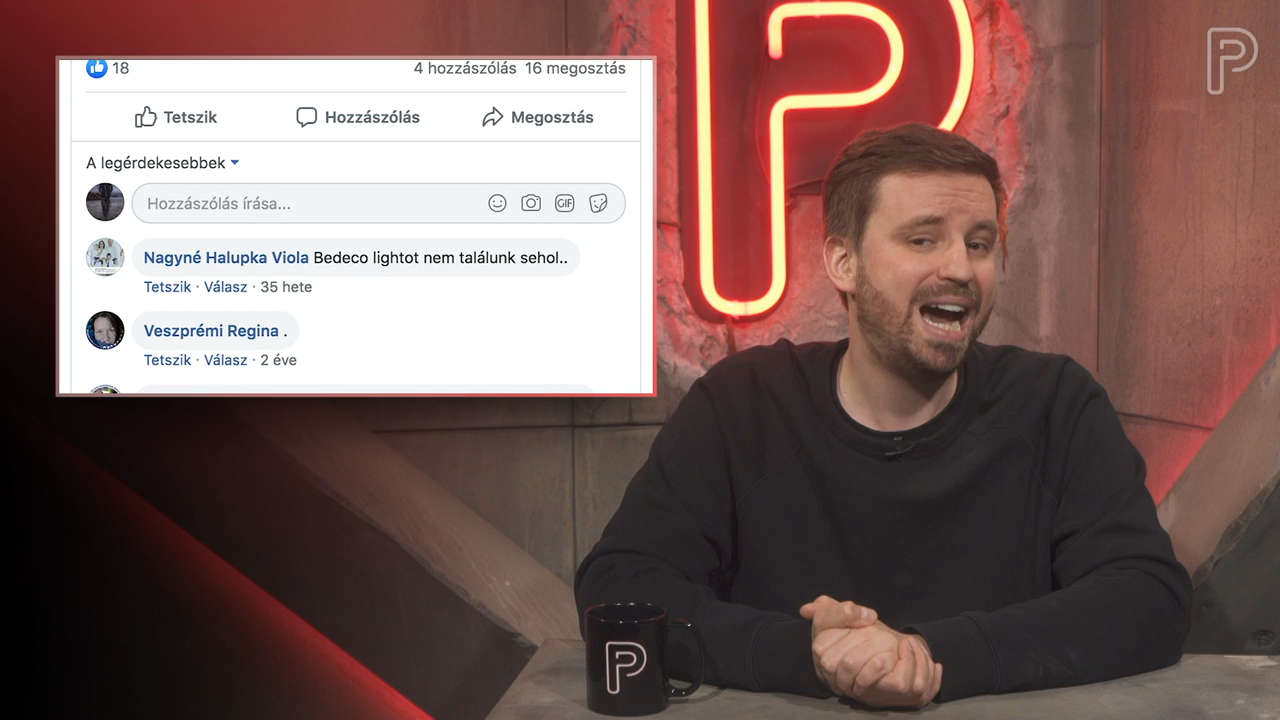 18
4 hozzászólás 16 megosztás
Tetszik Hozzászólás Megosztás
A legérdekesebbek
Hozzászólás írása...
GIF
Nagyné Halupka Viola Bedeco lightot nem találunk sehol..
Tetszik · Válasz · 35 hete
Veszprémi Regina .
Tetszik · Válasz · 2 éve
P
P
P